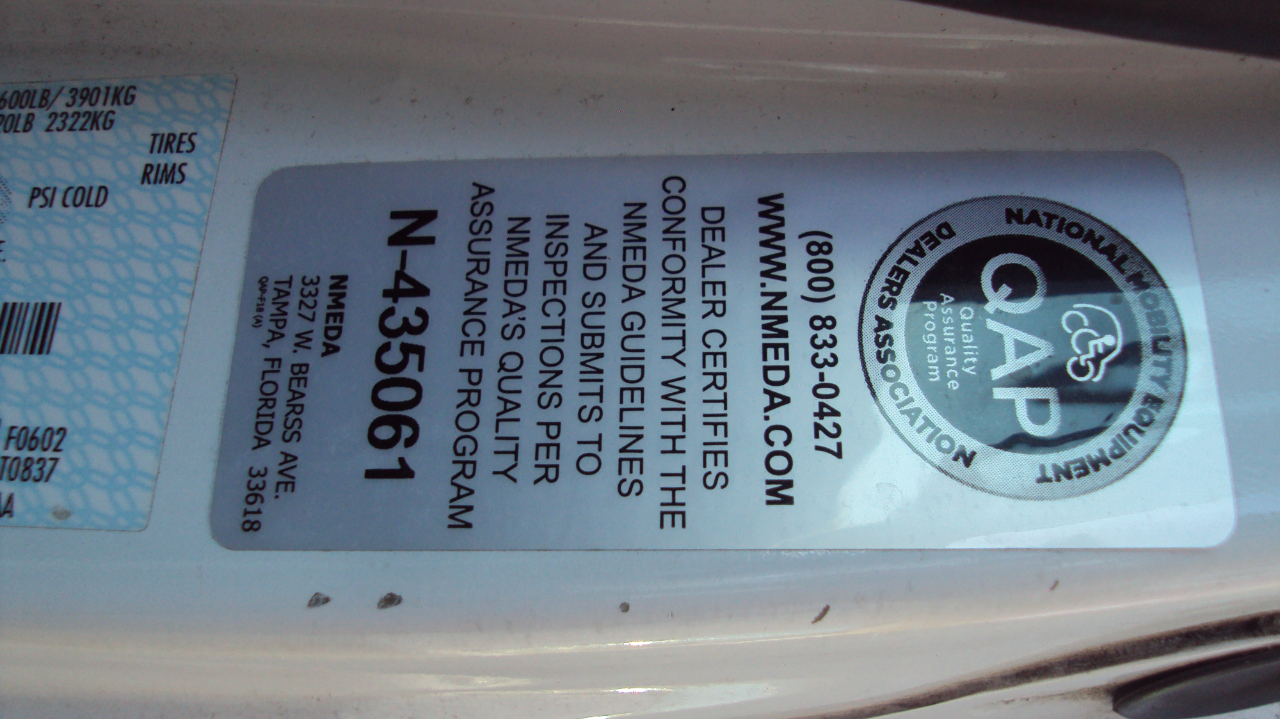 600LB/ 3901KG
0LB 2322KG
TIRES
RIMS
PSI COLD
F0602
T0837
NATIONAL MOBILITY EQUIPMENT
DEALERS ASSOCIATION
QAP
Quality
Assurance
Program
(800) 833-0427
WWW.NMEDA.COM
DEALER CERTIFIES
CONFORMITY WITH THE
NMEDA GUIDELINES
AND SUBMITS TO
INSPECTIONS PER
NMEDA'S QUALITY
ASSURANCE PROGRAM
N-435061
NMEDA
3327 W. BEARSS AVE.
TAMPA, FLORIDA 33618